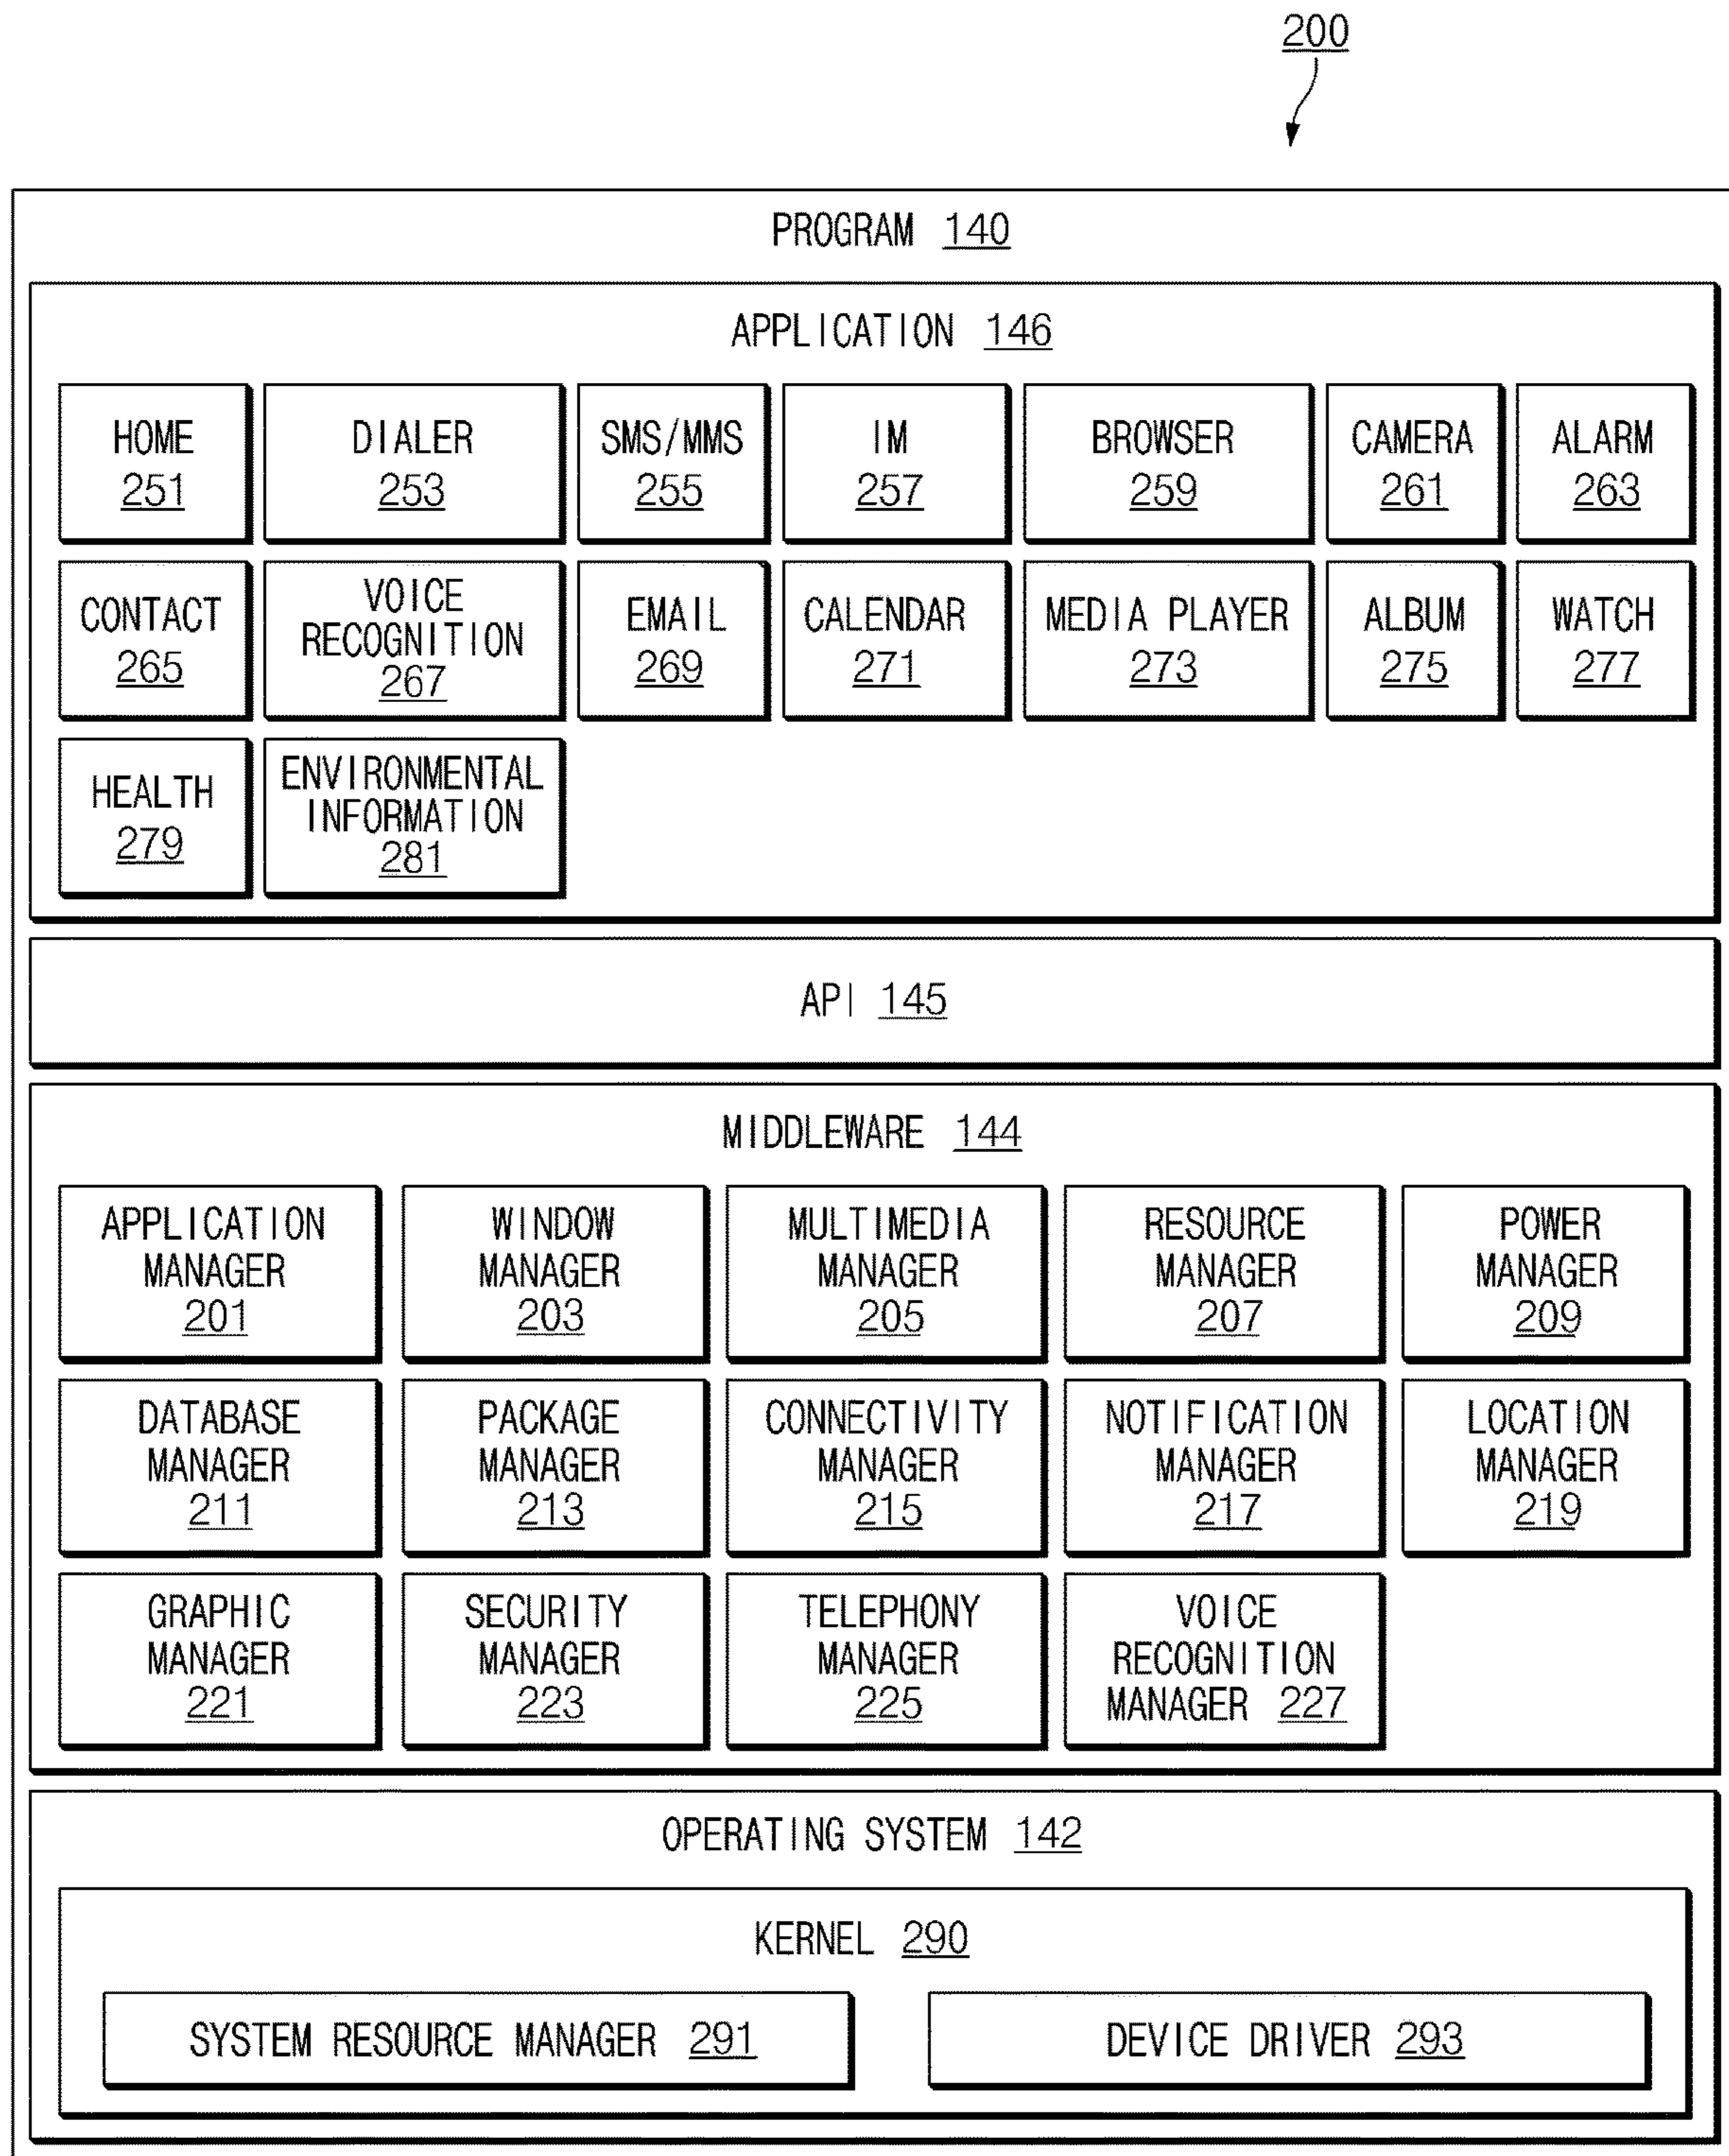 200
PROGRAM 140
APPLICATION 146
HOME
251
DIALER
253
SMS/MMS
255
IM
257
BROWSER
259
CAMERA
261
ALARM
263
CONTACT
265
VOICE
RECOGNITION
267
EMAIL
269
CALENDAR
271
MEDIA PLAYER
273
ALBUM
275
WATCH
277
HEALTH
279
ENVIRONMENTAL
INFORMATION
281
API 145
MIDDLEWARE 144
APPLICATION
MANAGER
201
WINDOW
MANAGER
203
MULTIMEDIA
MANAGER
205
RESOURCE
MANAGER
207
POWER
MANAGER
209
DATABASE
MANAGER
211
PACKAGE
MANAGER
213
CONNECTIVITY
MANAGER
215
NOTIFICATION
MANAGER
217
LOCATION
MANAGER
219
GRAPHIC
MANAGER
221
SECURITY
MANAGER
223
TELEPHONY
MANAGER
225
VOICE
RECOGNITION
MANAGER 227
OPERATING SYSTEM 142
KERNEL 290
SYSTEM RESOURCE MANAGER 291
DEVICE DRIVER 293